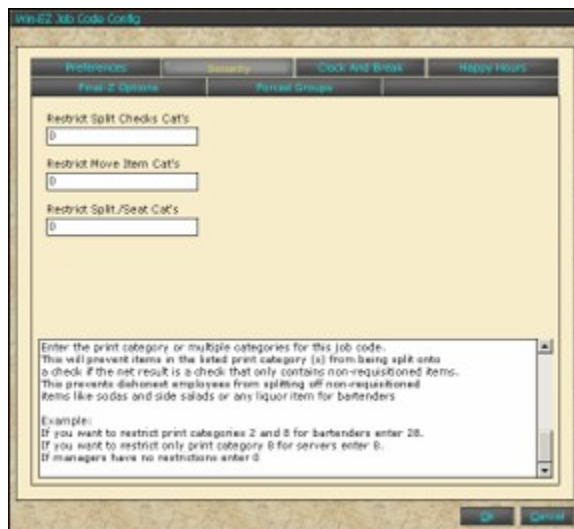 Win-EZ Job Code Config
Preferences Security Clock And Break Happy Hours
Final-Z Options Forced Groups
Restrict Split Checks Cat's
0
Restrict Move Item Cat's
0
Restrict Split./Seat Cat's
0
Enter the print category or multiple categories for this job code.
This will prevent items in the listed print category (s) from being split onto
a check if the net result is a check that only contains non-requisitioned items.
This prevents dishonest employees from splitting off non-requisitioned
items like sodas and side salads or any liquor item for bartenders
Example:
If you want to restrict print categories 2 and 8 for bartenders enter 28.
If you want to restrict only print category 8 for servers enter 8.
If managers have no restrictions enter 0
Ok Cancel